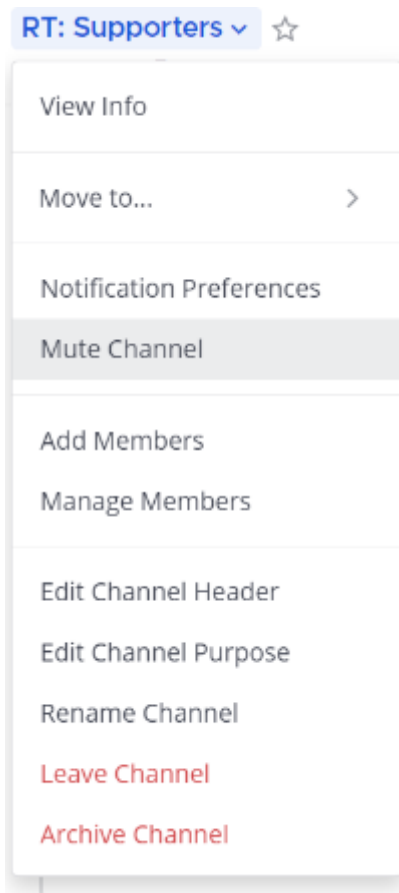 RT: Supporters
View Info
Move to...
Notification Preferences
Mute Channel
Add Members
Manage Members
Edit Channel Header
Edit Channel Purpose
Rename Channel
Leave Channel
Archive Channel